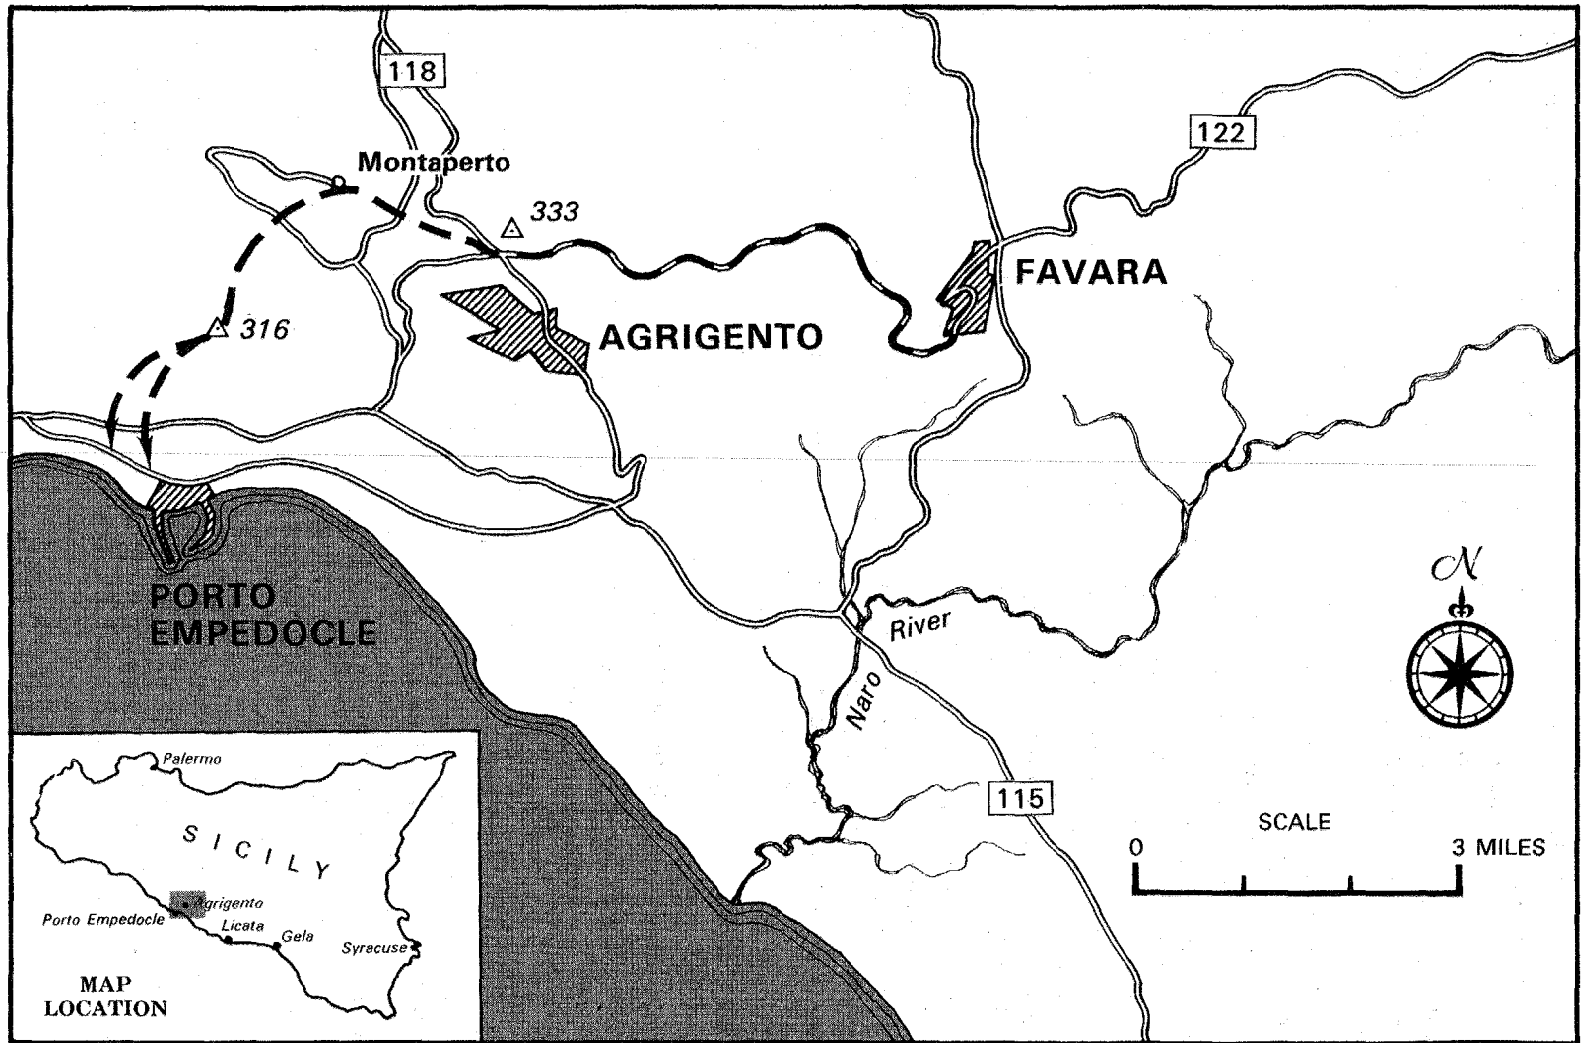 118
122
Montaperto
333
FAVARA
316
AGRIGENTO
N
PORTO
EMPEDOCLE
River
Naro
115
SCALE
0
3 MILES
Palermo
SICILY
Agrigento
Porto Empedocle
Licata
Gela
Syracuse
MAP
LOCATION